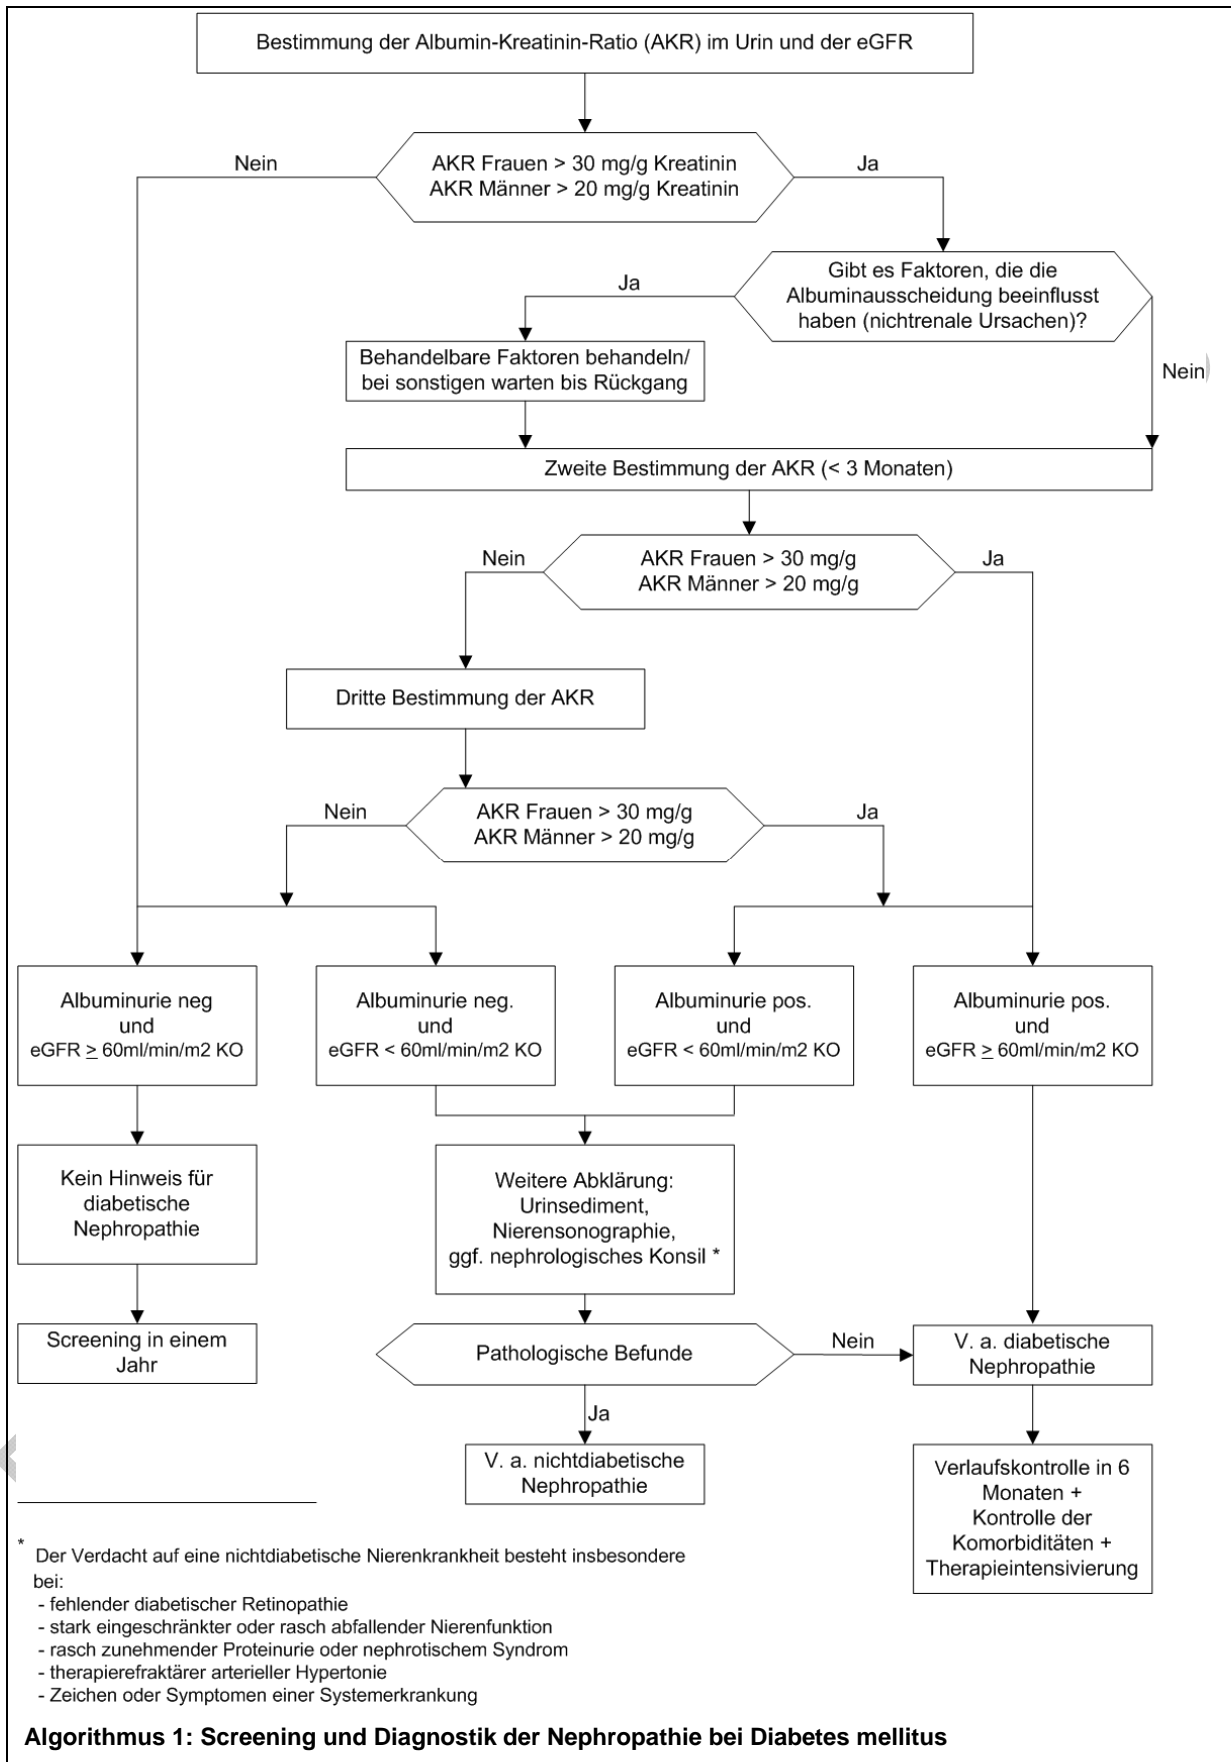 Bestimmung der Albumin-Kreatinin-Ratio (AKR) im Urin und der eGFR
Nein
AKR Frauen > 30 mg/g Kreatinin
AKR Männer > 20 mg/g Kreatinin
Ja
Gibt es Faktoren, die die
Albuminausscheidung beeinflusst
haben (nichtrenale Ursachen)?
Ja
Nein
Behandelbare Faktoren behandeln/
bei sonstigen warten bis Rückgang
Zweite Bestimmung der AKR (< 3 Monaten)
Nein
AKR Frauen > 30 mg/g
AKR Männer > 20 mg/g
Ja
Dritte Bestimmung der AKR
Nein
AKR Frauen > 30 mg/g
AKR Männer > 20 mg/g
Ja
Albuminurie neg
und
eGFR ≥ 60ml/min/m2 KO
Albuminurie neg.
und
eGFR < 60ml/min/m2 KO
Albuminurie pos.
und
eGFR < 60ml/min/m2 KO
Albuminurie pos.
und
eGFR ≥ 60ml/min/m2 KO
Kein Hinweis für
diabetische
Nephropathie
Weitere Abklärung:
Urinsediment,
Nierensonographie,
ggf. nephrologisches Konsil *
Screening in einem
Jahr
Pathologische Befunde
Nein
V. a. diabetische
Nephropathie
Ja
V. a. nichtdiabetische
Nephropathie
Verlaufskontrolle in 6
Monaten +
Kontrolle der
Komorbiditäten +
Therapieintensivierung
* Der Verdacht auf eine nichtdiabetische Nierenkrankheit besteht insbesondere
bei:
- fehlender diabetischer Retinopathie
- stark eingeschränkter oder rasch abfallender Nierenfunktion
- rasch zunehmender Proteinurie oder nephrotischem Syndrom
- therapierefraktärer arterieller Hypertonie
- Zeichen oder Symptomen einer Systemerkrankung
Algorithmus 1: Screening und Diagnostik der Nephropathie bei Diabetes mellitus